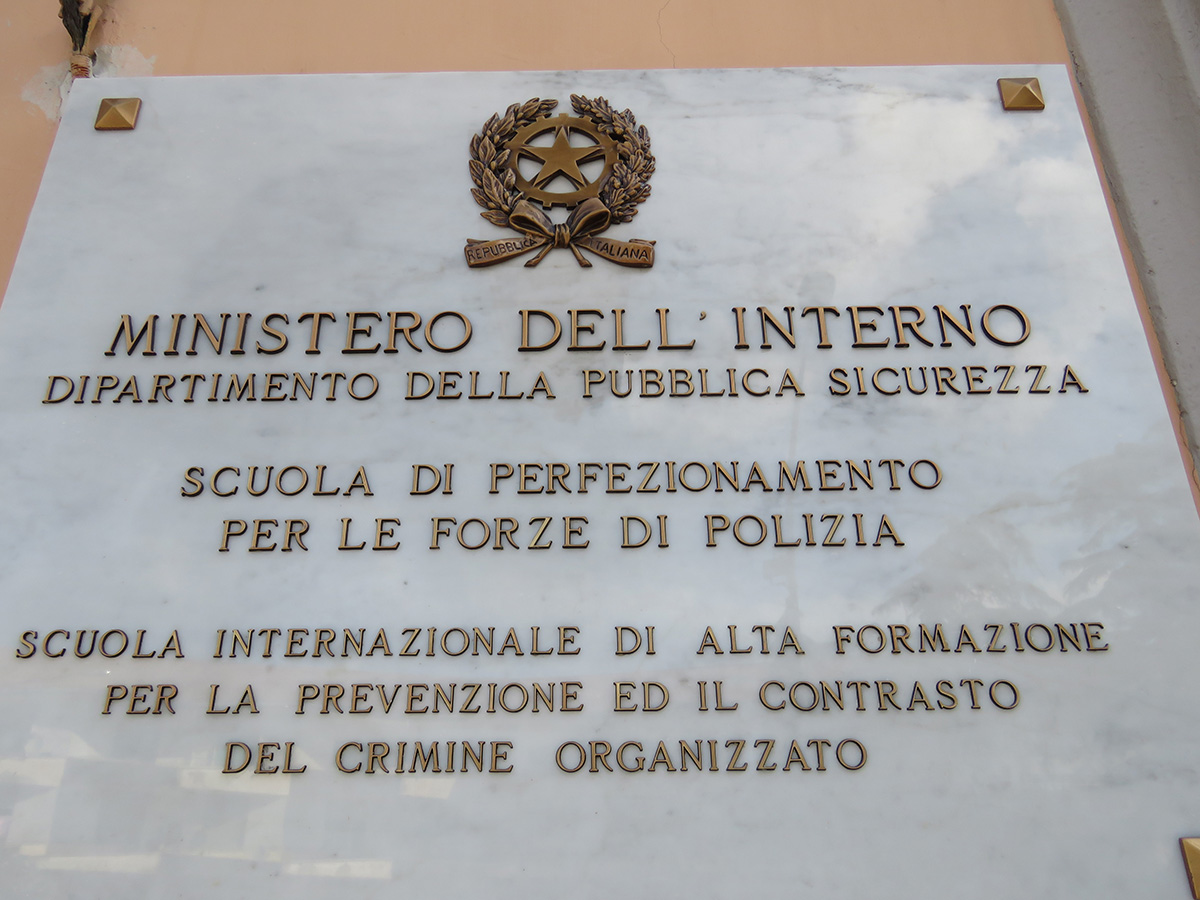 REPUBBLICA ITALIANA
MINISTERO DELL'INTERNO
DIPARTIMENTO DELLA PUBBLICA SICUREZZA
SCUOLA DI PERFEZIONAMENTO
PER LE FORZE DI POLIZIA
SCUOLA INTERNAZIONALE DI ALTA FORMAZIONE
PER LA PREVENZIONE ED IL CONTRASTO
DEL CRIMINE ORGANIZZATO